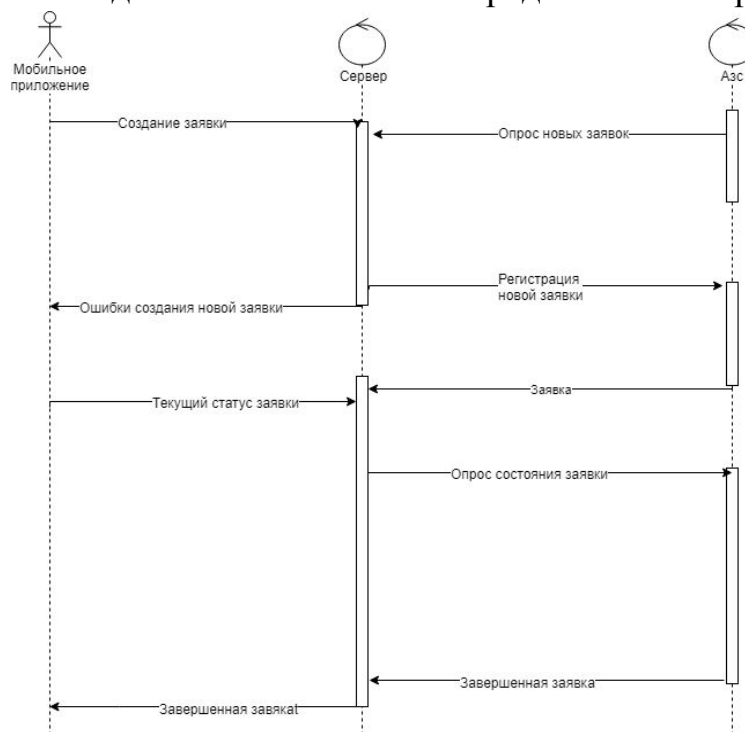 Мобильное
приложение
Сервер
Азс
Создание заявки
Опрос новых заявок
Регистрация
новой заявки
Ошибки создания новой заявки
Заявка
Текущий статус заявки
Опрос состояния заявки
Завершенная заявка
Завершенная завякаt